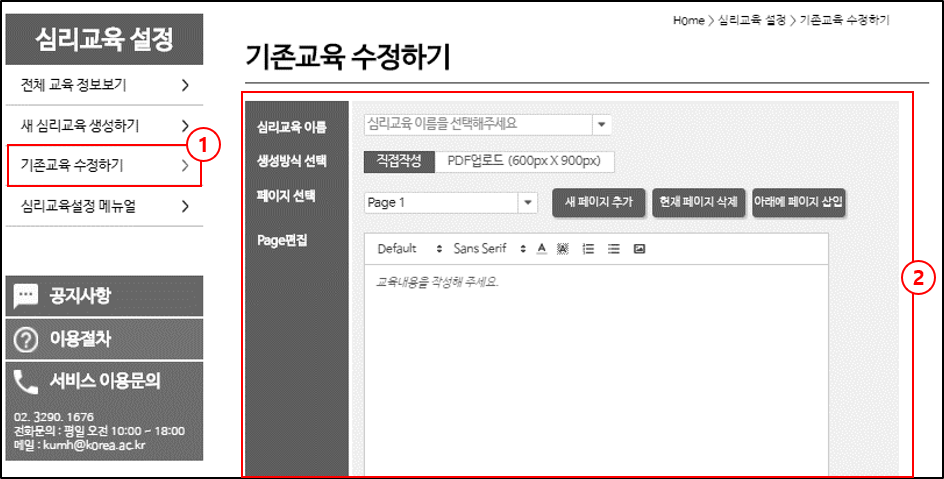 심리교육 설정
전체 교육 정보보기
새 심리교육 생성하기
1
기존교육 수정하기
심리교육설정 메뉴얼
공지사항
이용절차
서비스 이용문의
02. 3290. 1676
전화문의 : 평일 오전 10:00 ~ 18:00
메일 : kumh@korea.ac.kr
Home > 심리교육 설정 > 기존교육 수정하기
기존교육 수정하기
심리교육 이름 심리교육 이름을 선택해주세요
생성방식 선택 직접작성 PDF업로드 (600px X 900px)
페이지 선택 Page 1 새 페이지 추가 현재 페이지 삭제 아래에 페이지 삽입
Page편집
Default Sans Serif A
교육내용을 작성해 주세요.
2